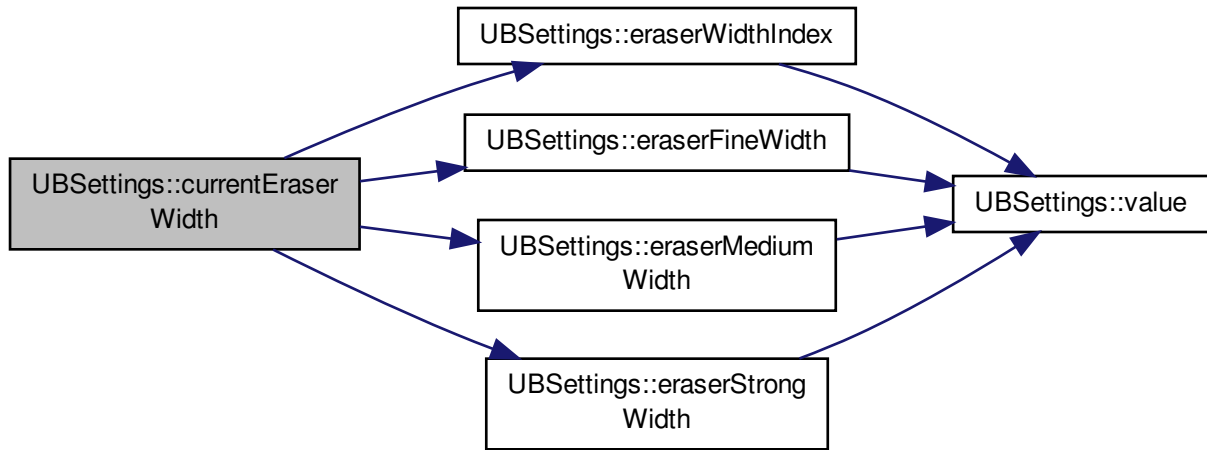 UBSettings::eraserWidthIndex
UBSettings::eraserFineWidth
UBSettings::currentEraser
Width
UBSettings::value
UBSettings::eraserMedium
Width
UBSettings::eraserStrong
Width